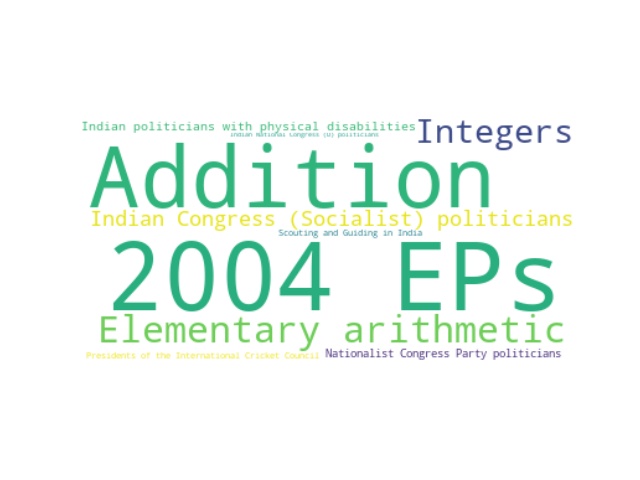 Indian politicians with physical disabilities
Integers
Indian National Congress (U) politicians
Addition
Indian Congress (Socialist) politicians
Scouting and Guiding in India
2004 EPs
Elementary arithmetic
Presidents of the International Cricket Council
Nationalist Congress Party politicians